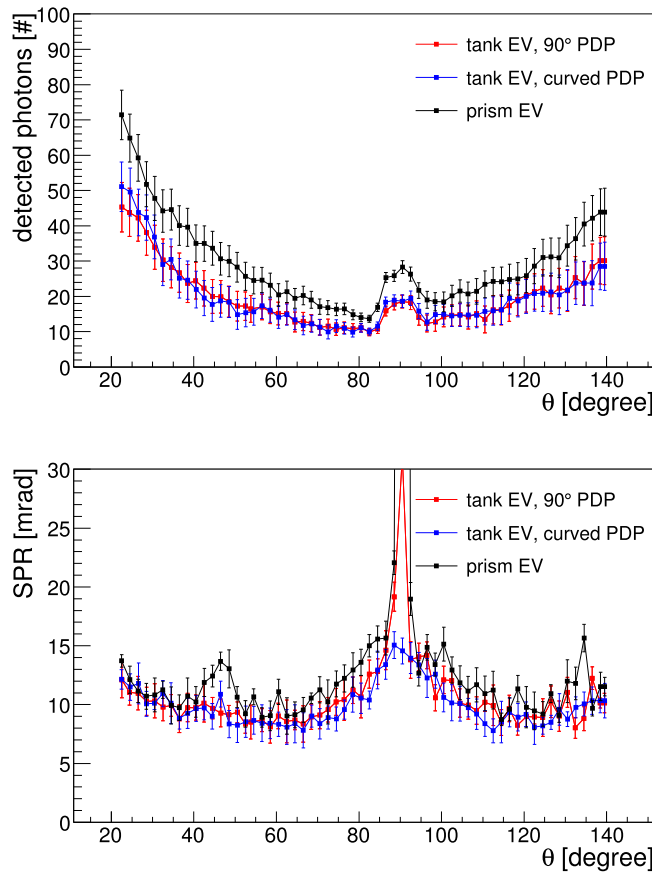 detected photons [#]
100
90
80
70
60
50
40
30
20
10
0
tank EV, 90° PDP
tank EV, curved PDP
prism EV
20 40 60 80 100 120 140
θ [degree]
SPR [mrad]
30
25
20
15
10
5
0
tank EV, 90° PDP
tank EV, curved PDP
prism EV
20 40 60 80 100 120 140
θ [degree]